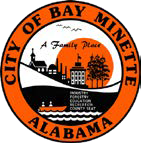 CITY OF BAY MINETTE
A Family Place
INDUSTRY
FORESTRY
EDUCATION
RECREATION
COUNTY SEAT
ALABAMA